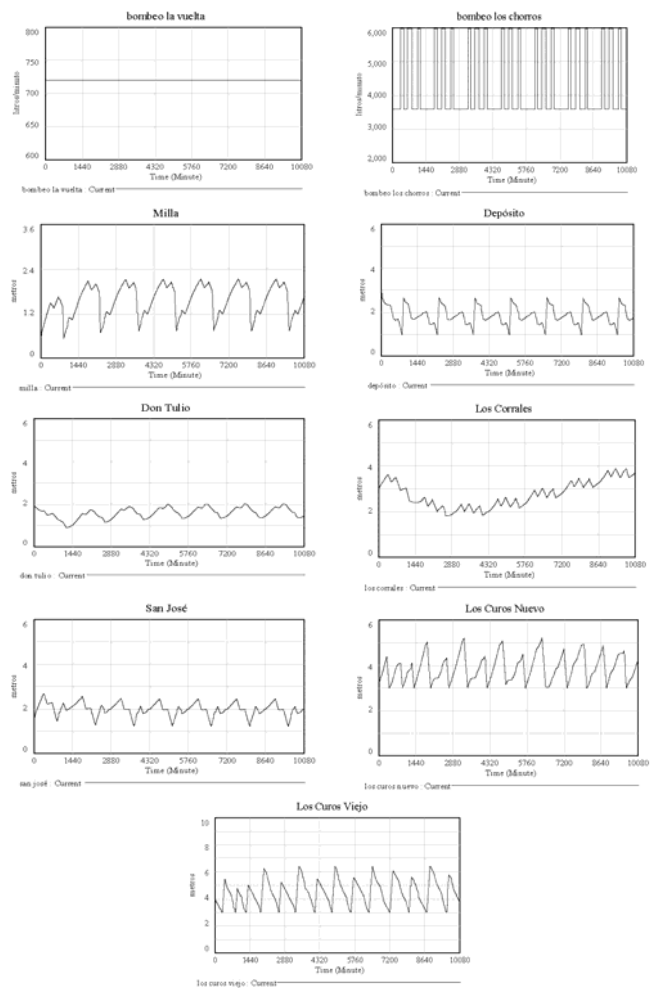 bombeo la vuelta
800
750
700
650
600
litros/minuto
0 1440 2880 4320 5760 7200 8640 10080
Time (Minute)
bombeo la vuelta : Current
bombeo los chorros
6,000
5,000
4,000
3,000
2,000
litros/minuto
0 1440 2880 4320 5760 7200 8640 10080
Time (Minute)
bombeo los chorros : Current
Milla
3.6
2.4
1.2
0
metros
0 1440 2880 4320 5760 7200 8640 10080
Time (Minute)
milla : Current
Depósito
6
4
2
0
metros
0 1440 2880 4320 5760 7200 8640 10080
Time (Minute)
depósito : Current
Don Tulio
6
4
2
0
metros
0 1440 2880 4320 5760 7200 8640 10080
Time (Minute)
don tulio : Current
Los Corrales
6
4
2
0
metros
0 1440 2880 4320 5760 7200 8640 10080
Time (Minute)
los corrales : Current
San José
6
4
2
0
metros
0 1440 2880 4320 5760 7200 8640 10080
Time (Minute)
san josé : Current
Los Curos Nuevo
6
4
2
0
metros
0 1440 2880 4320 5760 7200 8640 10080
Time (Minute)
los curos nuevo : Current
Los Curos Viejo
10
8
6
4
2
0
metros
0 1440 2880 4320 5760 7200 8640 10080
Time (Minute)
los curos viejo : Current